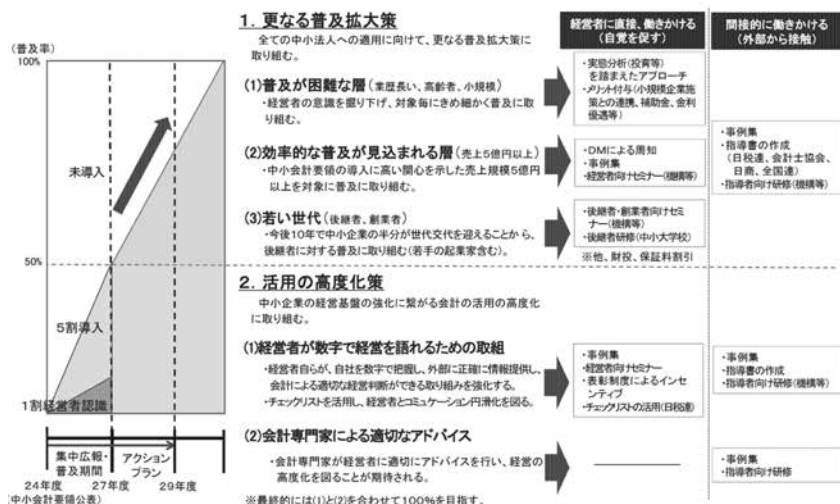 (普及率)
100%
未導入
50%
5割導入
1割経営者認識
集中広報・
普及期間
アクション
プラン
24年度
27年度
29年度
(中小会計要領公表)
1. 更なる普及拡大策
全ての中小法人への適用に向けて、更なる普及拡大策に
取り組む。
(1)普及が困難な層(業歴長い、高齢者、小規模)
・経営者の意識を掘り下げ、対象毎にきめ細かく普及に取
り組む。
(2)効率的な普及が見込まれる層(売上5億円以上)
・中小会計要領の導入に高い関心を示した売上規模5億円
以上を対象に普及に取り組む。
(3)若い世代(後継者、創業者)
・今後10年で中小企業の半分が世代交代を迎えることから、
後継者に対する普及に取り組む(若手の起業家含む)。
2. 活用の高度化策
中小企業の経営基盤の強化に繋がる会計の活用の高度化
に取り組む。
(1)経営者が数字で経営を語れるための取組
・経営者自らが、自社を数字で把握し、外部に正確に情報提供し、
会計による適切な経営判断ができる取り組みを強化する。
・チェックリストを活用し、経営者とコミュケーション円滑化を図る。
(2)会計専門家による適切なアドバイス
・会計専門家が経営者に適切にアドバイスを行い、経営の
高度化を図ることが期待される。
※最終的には(1)と(2)を合わせて100%を目指す。
経営者に直接、働きかける
(自覚を促す)
・実態分析(投育等)
を踏まえたアプローチ
・メリット付与(小規模企業施
策との連携、補助金、金利
優遇等)
・DMによる周知
・事例集
・経営者向けセミナー(機構等)
・後継者・創業者向けセミ
ナー(機構等)
・後継者研修(中小大学校)
※他、財投、保証料割引
・事例集
・経営者向けセミナー
・表彰制度によるインセ
ンティブ
・チェックリストの活用(日税連)
間接的に働きかける
(外部から接触)
・事例集
・指導書の作成
(日税連、会計士協会、
日商、全国連)
・指導者向け研修(機構等)
・事例集
・指導書の作成
・指導者向け研修(機構等)
・事例集
・指導者向け研修